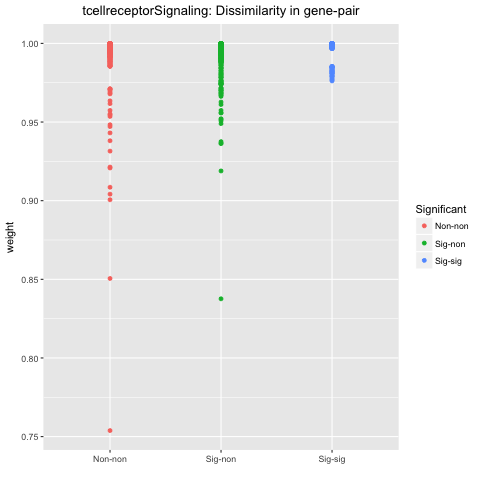 tcellreceptorSignaling: Dissimilarity in gene-pair
1.00
0.95
0.90
0.85
0.80
0.75
weight
Non-non
Sig-non
Sig-sig
Significant
Non-non
Sig-non
Sig-sig